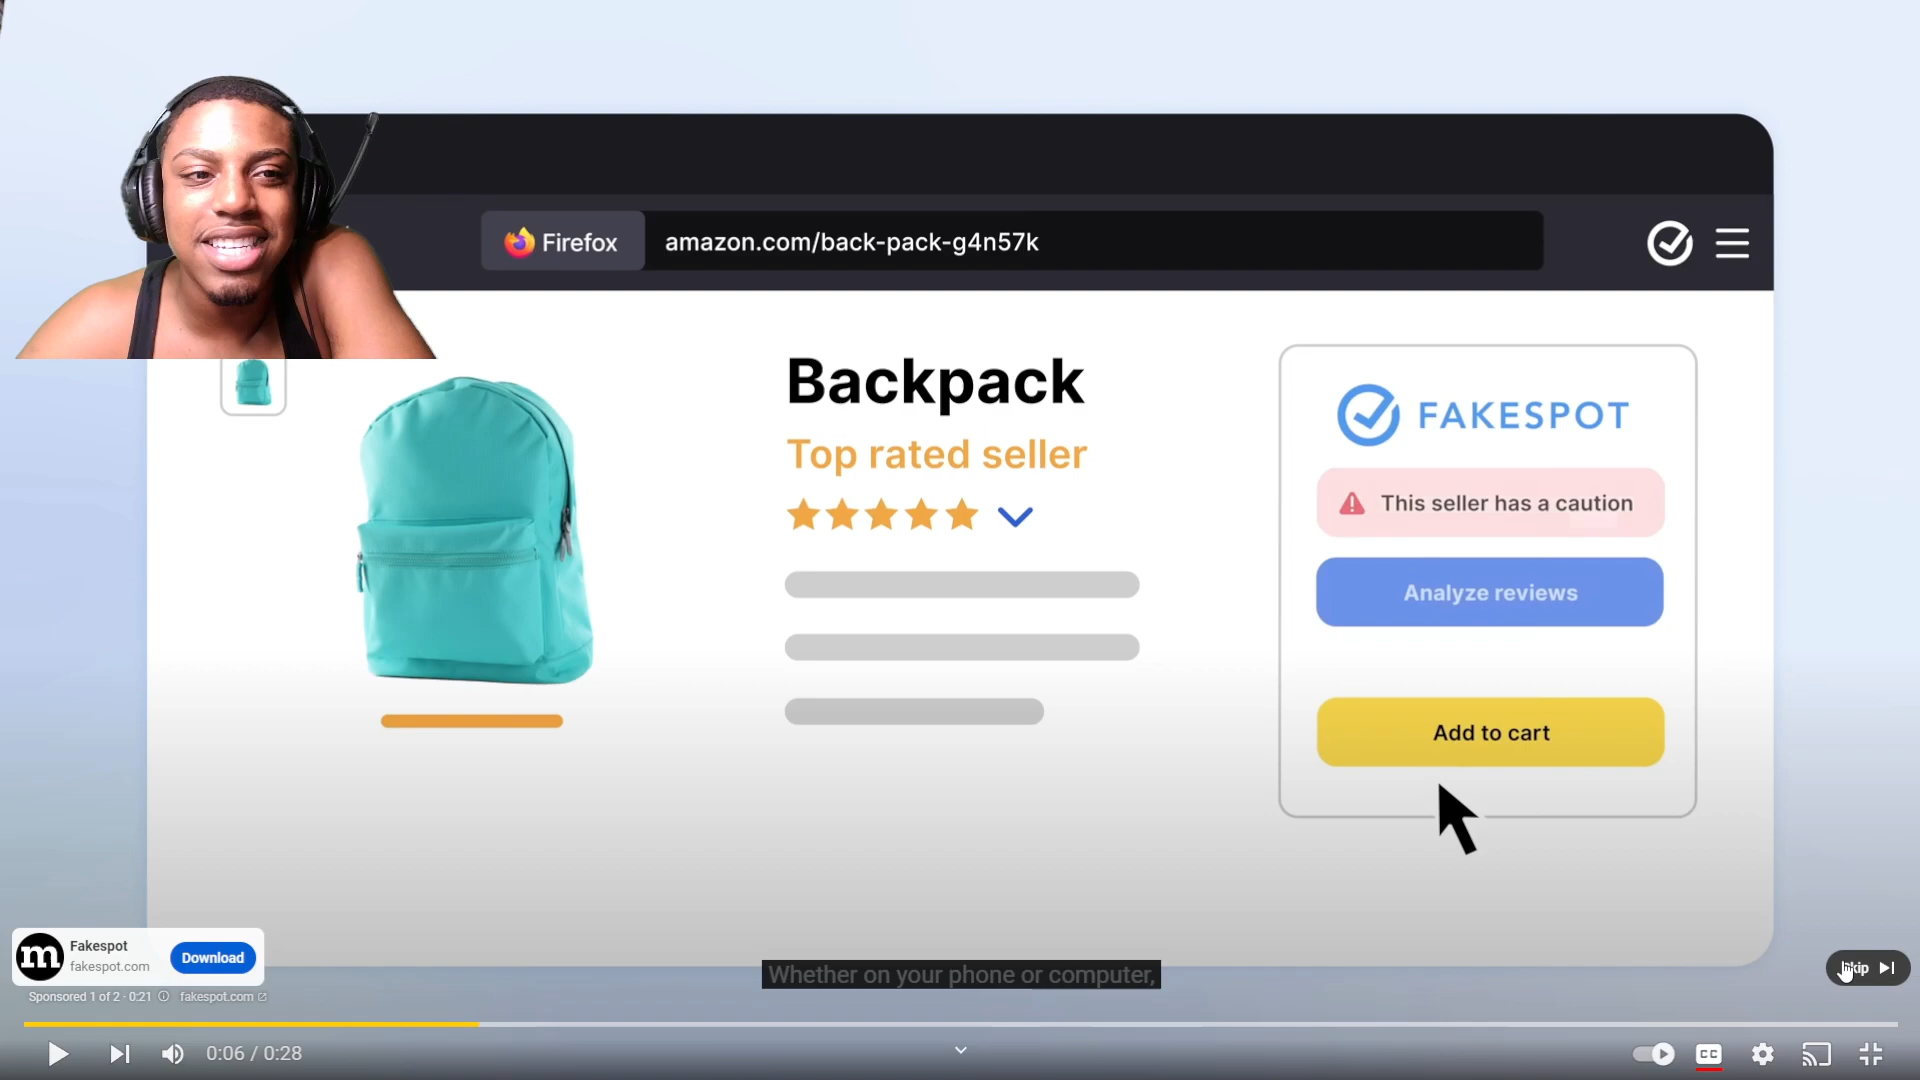 Firefox
amazon.com/back-pack-g4n57k
Backpack
Top rated seller
FAKESPOT
This seller has a caution
Analyze reviews
Add to cart
m
Fakespot
fakespot.com
Download
Sponsored 1 of 2 · 0:21
fakespot.com
Whether on your phone or computer,
Skip
0:06 / 0:28
CC